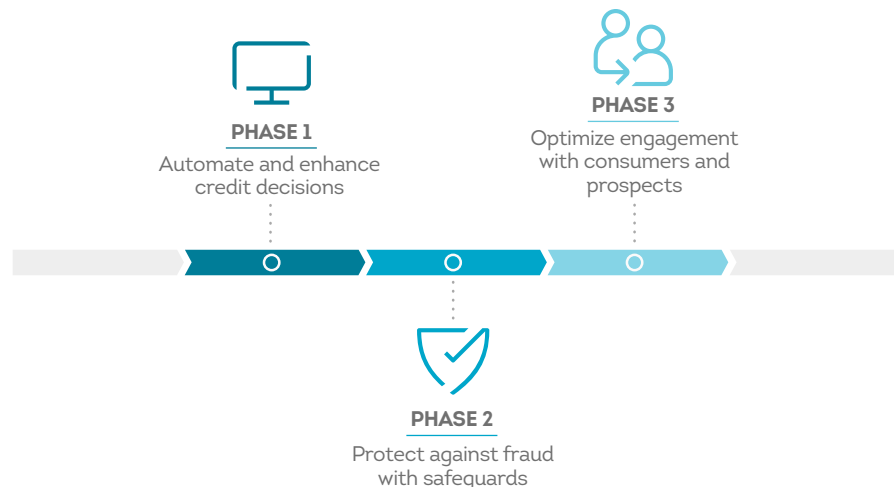 PHASE 1
Automate and enhance
credit decisions
PHASE 2
Protect against fraud
with safeguards
PHASE 3
Optimize engagement
with consumers and
prospects